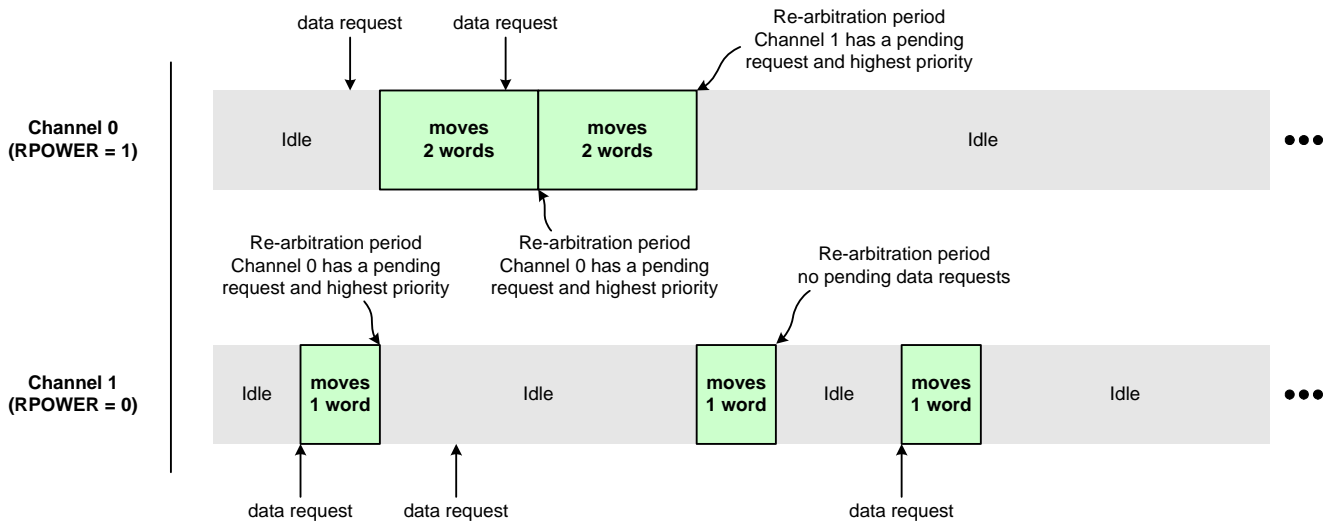 data request
data request
Re-arbitration period
Channel 1 has a pending
request and highest priority
Channel 0
(RPOWER = 1)
Idle
moves
2 words
moves
2 words
Idle
Re-arbitration period
Channel 0 has a pending
request and highest priority
Re-arbitration period
Channel 0 has a pending
request and highest priority
Re-arbitration period
no pending data requests
Channel 1
(RPOWER = 0)
Idle
moves
1 word
Idle
moves
1 word
Idle
moves
1 word
Idle
data request
data request
data request